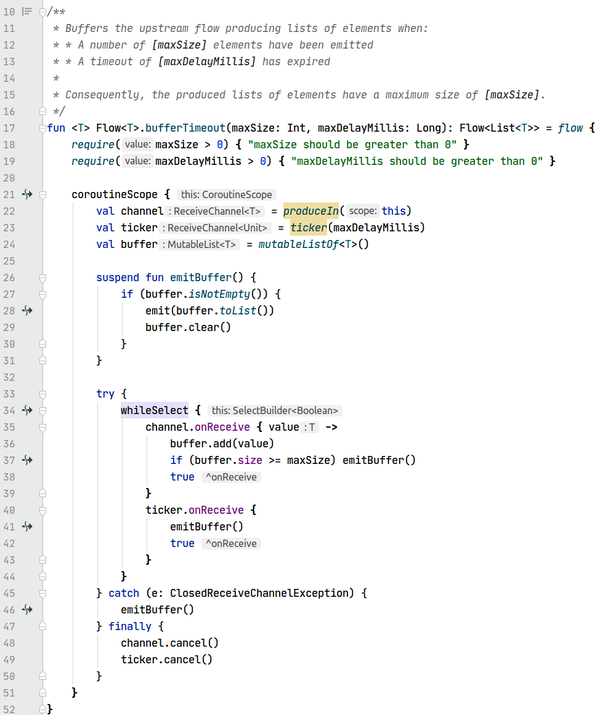 10 /**
11  * Buffers the upstream flow producing lists of elements when:
12  * * A number of [maxSize] elements have been emitted
13  * * A timeout of [maxDelayMillis] has expired
14  *
15  * Consequently, the produced lists of elements have a maximum size of [maxSize].
16  */
17 fun <T> Flow<T>.bufferTimeout(maxSize: Int, maxDelayMillis: Long): Flow<List<T>> = flow {
18     require( value: maxSize > 0) { "maxSize should be greater than 0" }
19     require( value: maxDelayMillis > 0) { "maxDelayMillis should be greater than 0" }
20
21     coroutineScope { this: CoroutineScope
22         val channel : ReceiveChannel<T> = produceIn( scope: this)
23         val ticker : ReceiveChannel<Unit> = ticker(maxDelayMillis)
24         val buffer : MutableList<T> = mutableListOf<T>()
25
26         suspend fun emitBuffer() {
27             if (buffer.isNotEmpty()) {
28                 emit(buffer.toList())
29                 buffer.clear()
30             }
31         }
32
33         try {
34             whileSelect { this: SelectBuilder<Boolean>
35                 channel.onReceive { value : T ->
36                     buffer.add(value)
37                     if (buffer.size >= maxSize) emitBuffer()
38                     true ^onReceive
39                 }
40                 ticker.onReceive {
41                     emitBuffer()
42                     true ^onReceive
43                 }
44             }
45         } catch (e: ClosedReceiveChannelException) {
46             emitBuffer()
47         } finally {
48             channel.cancel()
49             ticker.cancel()
50         }
51     }
52 }